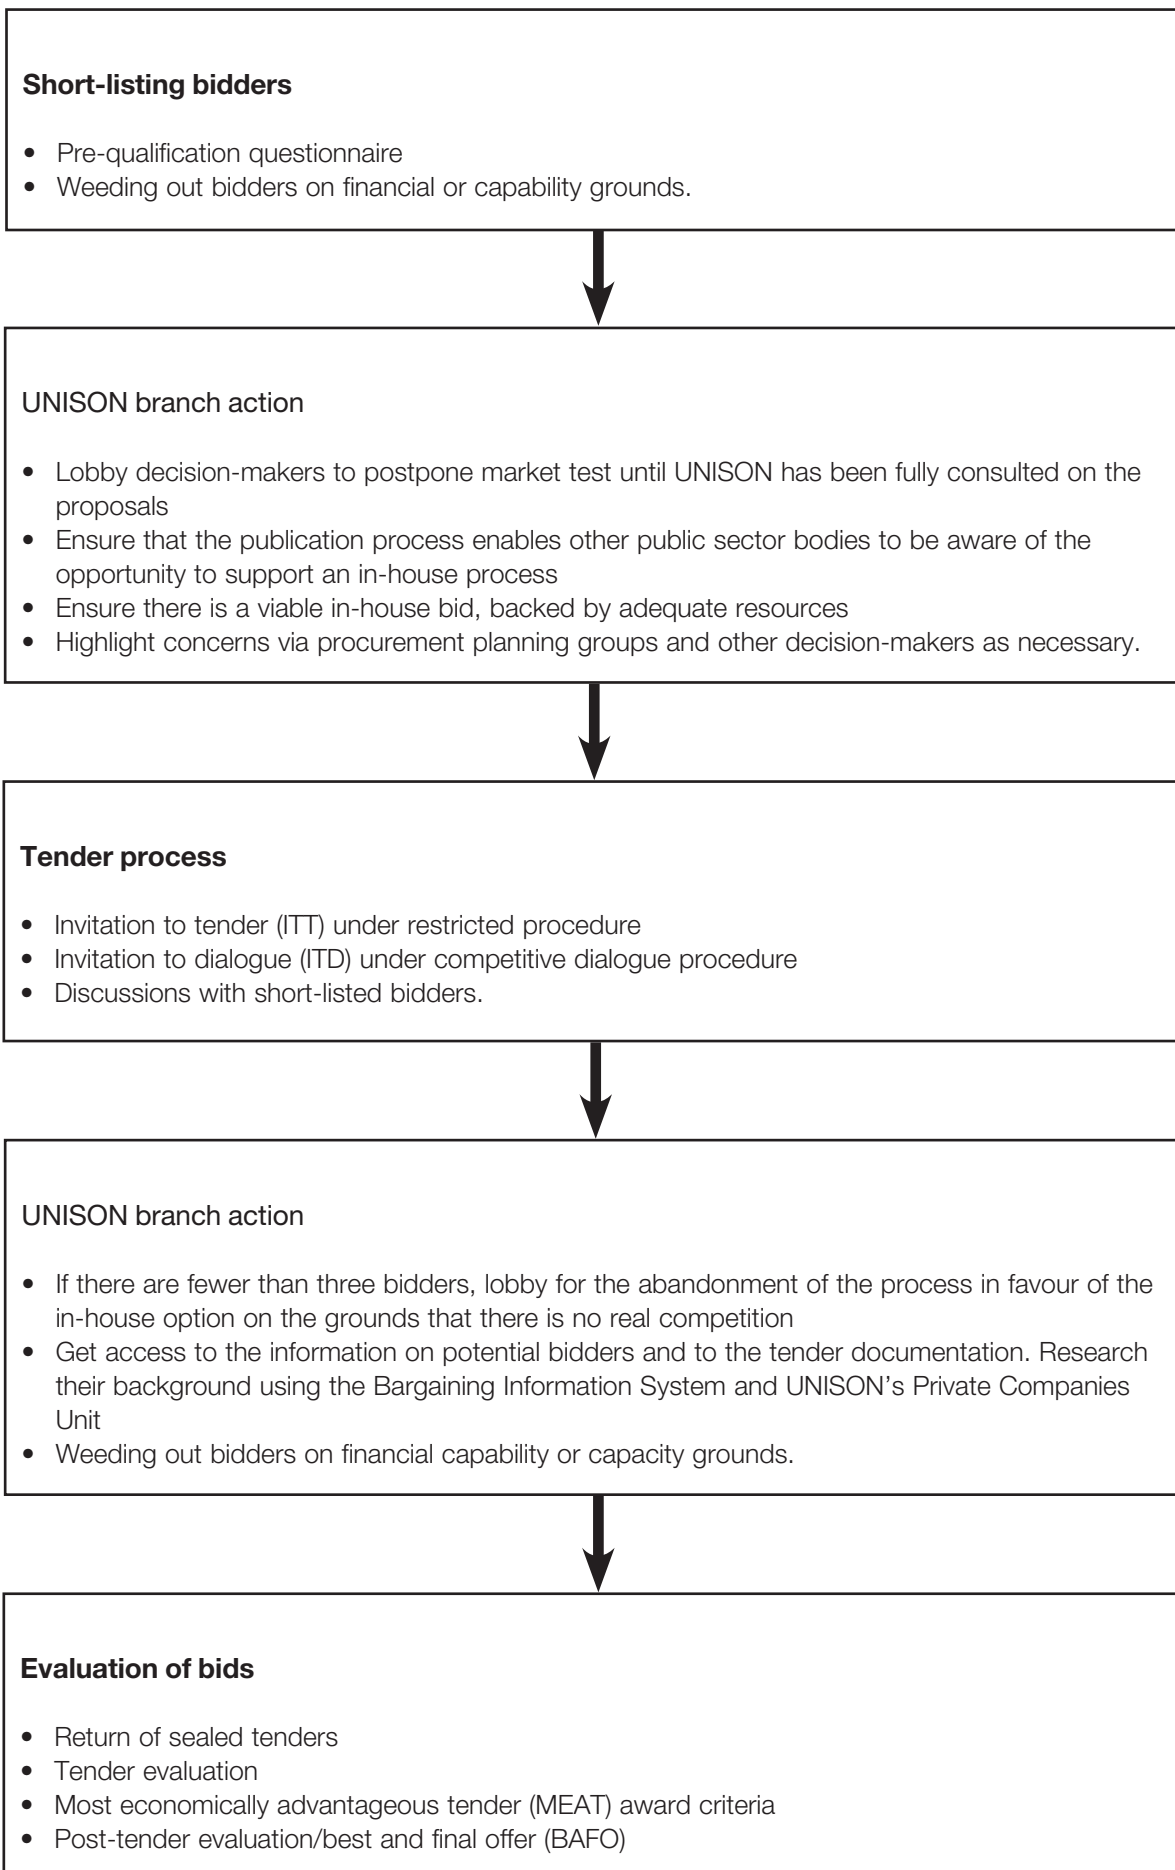 Short-listing bidders
• Pre-qualification questionnaire
• Weeding out bidders on financial or capability grounds.
UNISON branch action
• Lobby decision-makers to postpone market test until UNISON has been fully consulted on the
proposals
• Ensure that the publication process enables other public sector bodies to be aware of the
opportunity to support an in-house process
• Ensure there is a viable in-house bid, backed by adequate resources
• Highlight concerns via procurement planning groups and other decision-makers as necessary.
Tender process
• Invitation to tender (ITT) under restricted procedure
• Invitation to dialogue (ITD) under competitive dialogue procedure
• Discussions with short-listed bidders.
UNISON branch action
• If there are fewer than three bidders, lobby for the abandonment of the process in favour of the
in-house option on the grounds that there is no real competition
• Get access to the information on potential bidders and to the tender documentation. Research
their background using the Bargaining Information System and UNISON’s Private Companies
Unit
• Weeding out bidders on financial capability or capacity grounds.
Evaluation of bids
• Return of sealed tenders
• Tender evaluation
• Most economically advantageous tender (MEAT) award criteria
• Post-tender evaluation/best and final offer (BAFO)